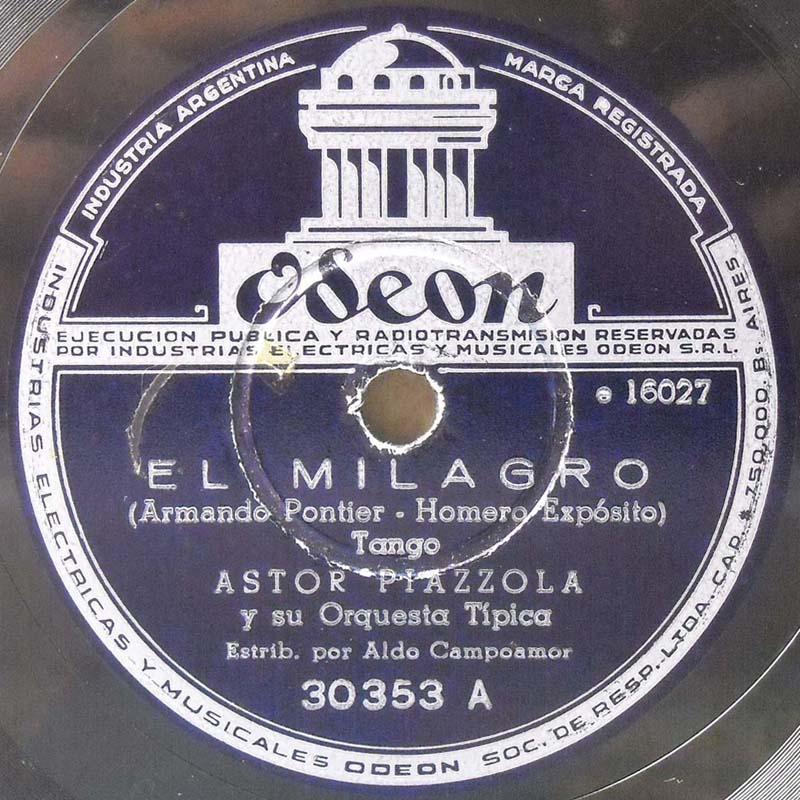 INDUSTRIA ARGENTINA
MARCA REGISTRADA
Odeon
EJECUCION PUBLICA Y RADIOTRANSMISION RESERVADAS
POR INDUSTRIAS ELECTRICAS Y MUSICALES ODEON S.R.L.
e 16027
EL MILAGRO
(Armando Pontier - Homero Expósito)
Tango
ASTOR PIAZZOLA
y su Orquesta Típica
Estrib. por Aldo Campoamor
30353 A
INDUSTRIAS ELECTRICAS Y MUSICALES ODEON SOC. DE RESP. LTDA. CAP. $ 750.000. Bs AIRES